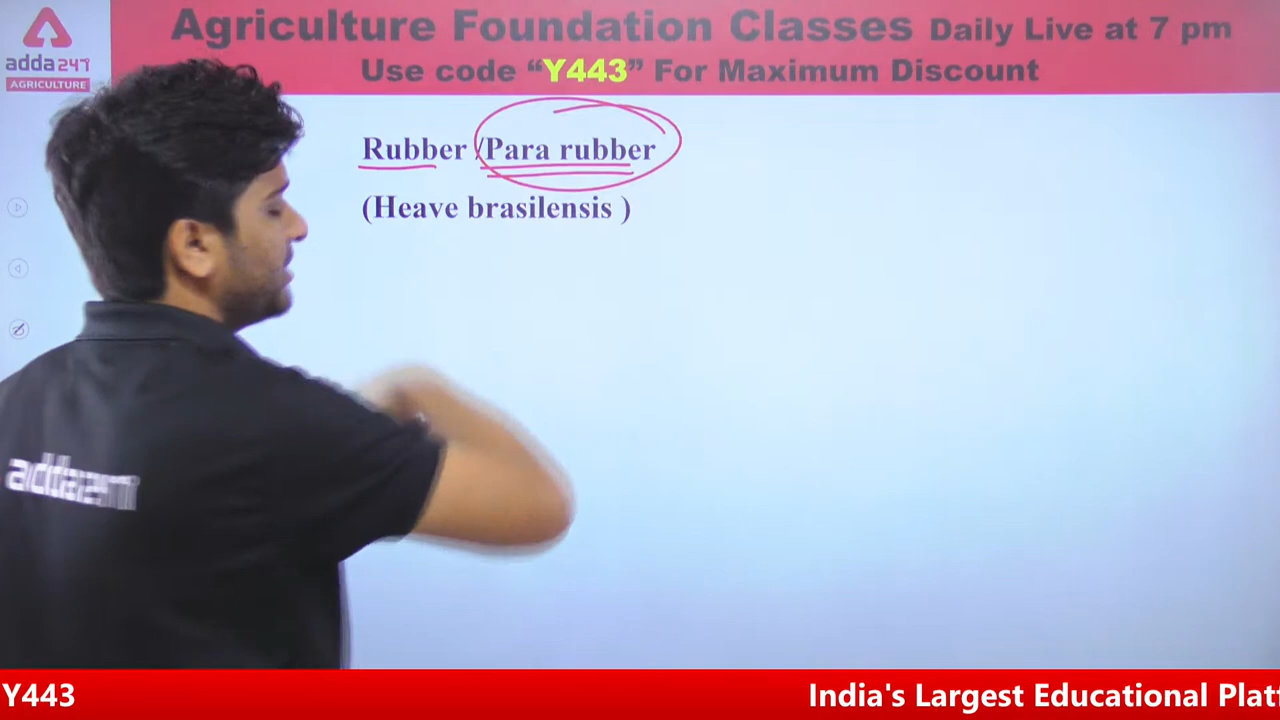 Agriculture Foundation Classes Daily Live at 7 pm
Use code “Y443” For Maximum Discount
adda247
AGRICULTURE
Rubber /Para rubber
(Heave brasilensis )
Y443
India's Largest Educational